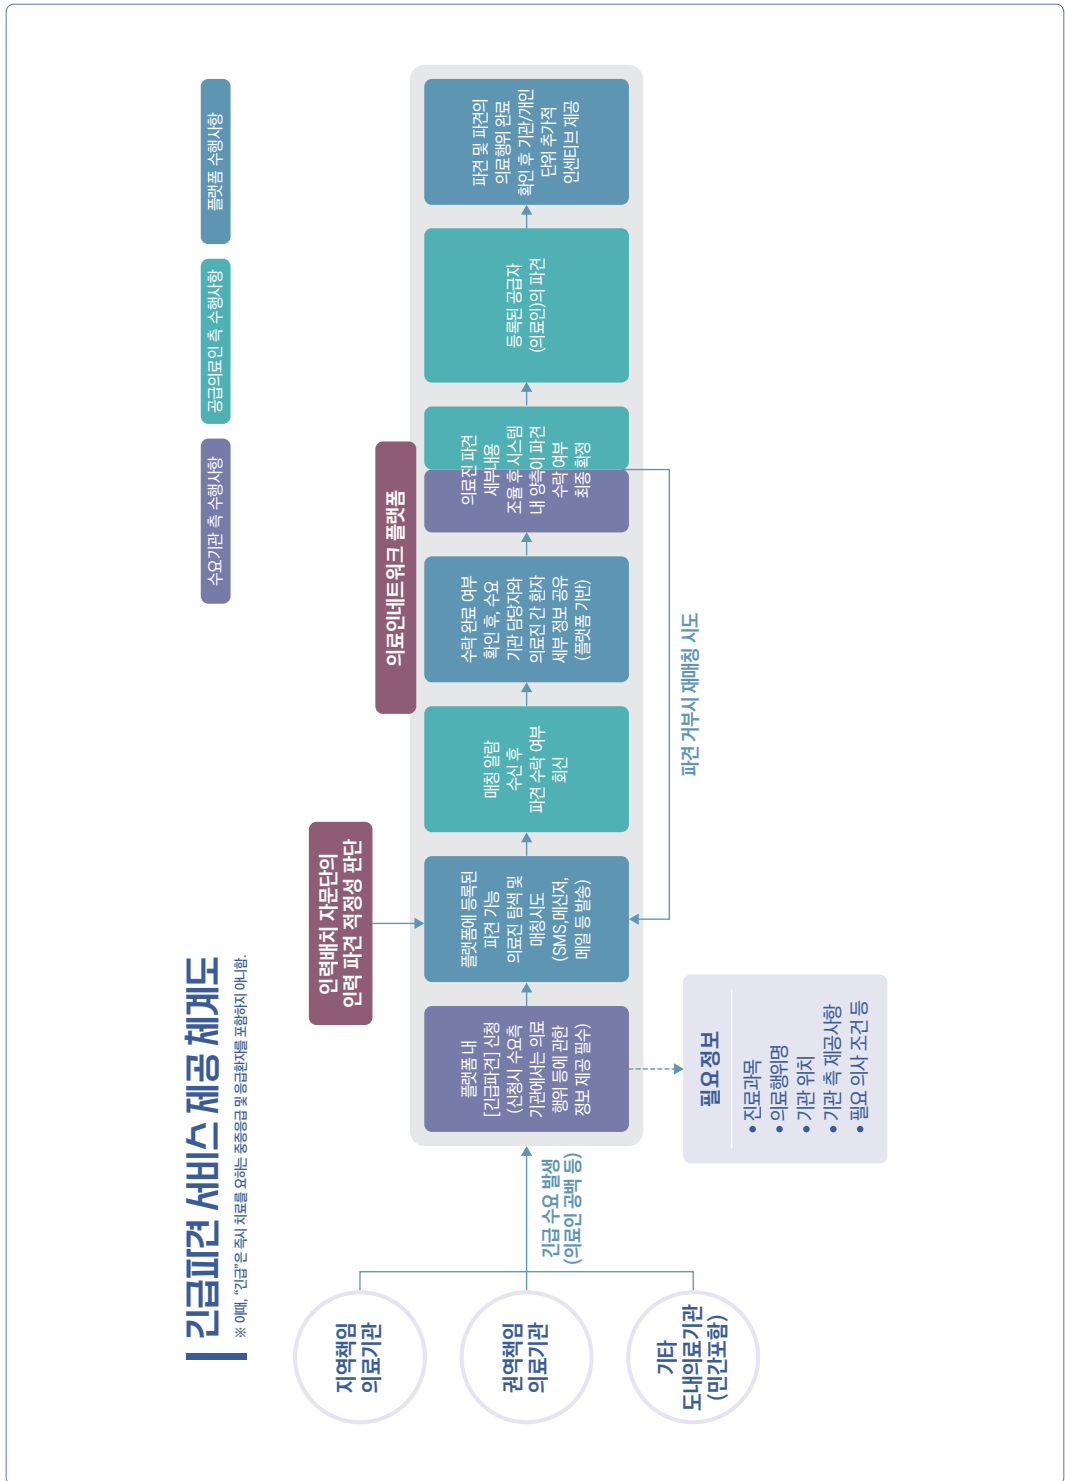 긴급파견 서비스 제공 체계도
※ 이때, “긴급”은 즉시 치료를 요하는 중증응급 및 응급환자를 포함하지 아니함.
수요기관 측 수행사항
공급의료인 측 수행사항
플랫폼 수행사항
인력배치 자문단의
인력 파견 적정성 판단
의료인네트워크 플랫폼
지역책임
의료기관
권역책임
의료기관
기타
도내의료기관
(민간포함)
긴급 수요 발생
(의료인 공백 등)
플랫폼 내
[긴급파견] 신청
(신청시 수요측
기관에서는 의료
행위 등에 관한
정보 제공 필수)
플랫폼에 등록된
파견 가능
의료진 탐색 및
매칭시도
(SMS,메신저,
메일 등 발송)
매칭 알람
수신 후
파견 수락 여부
회신
수락 완료 여부
확인 후, 수요
기관 담당자와
의료진 간 환자
세부 정보 공유
(플랫폼 기반)
의료진 파견
세부내용
조율 후 시스템
내 양측이 파견
수락 여부
최종 확정
등록된 공급자
(의료인)의 파견
파견 및 파견의
의료행위 완료
확인 후 기관/개인
단위 추가적
인센티브 제공
파견 거부시 재매칭 시도
필요정보
• 진료과목
• 의료행위명
• 기관 위치
• 기관 측 제공사항
• 필요 의사 조건 등